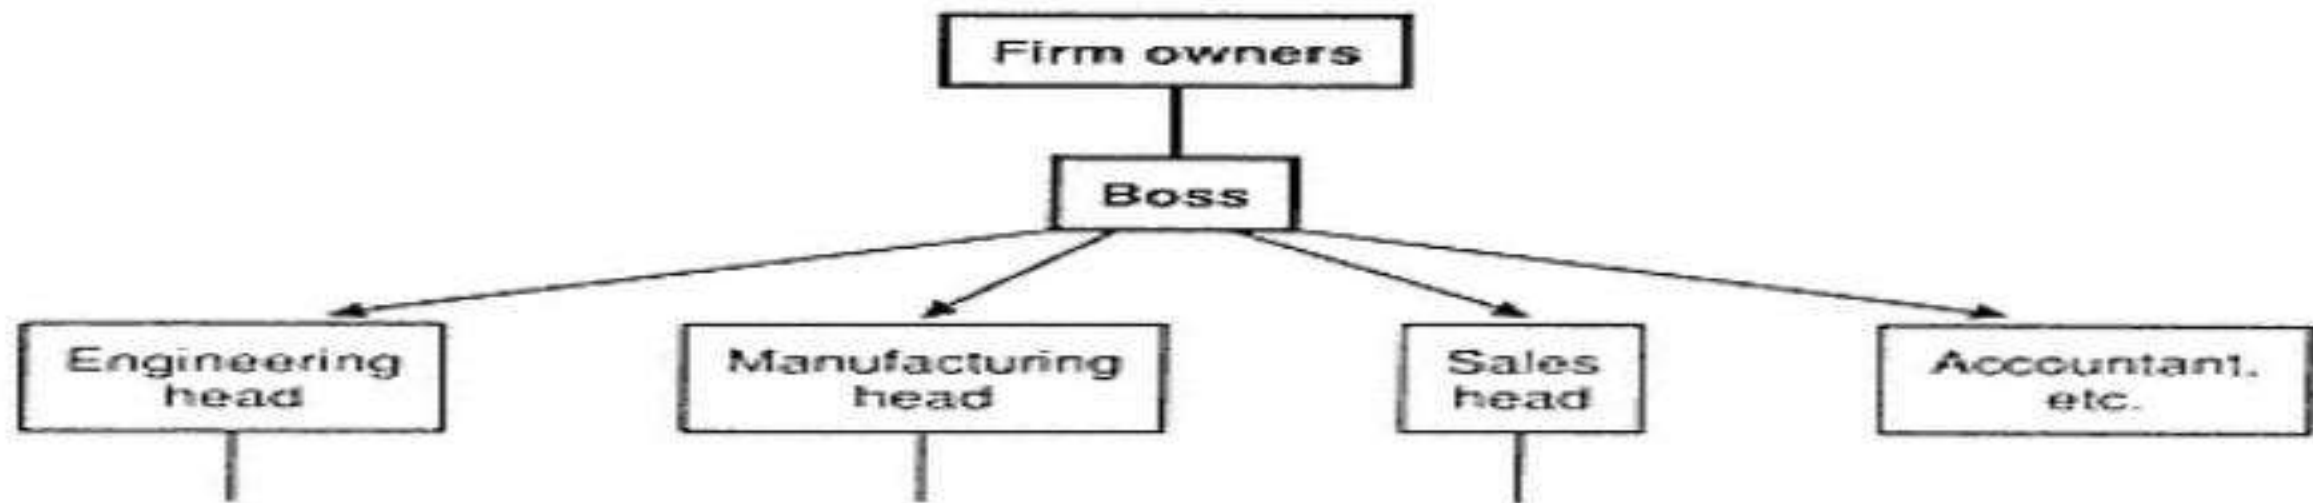 Firm owners
Boss
Engineering
head
Manufacturing
head
Sales
head
Accountant,
etc.